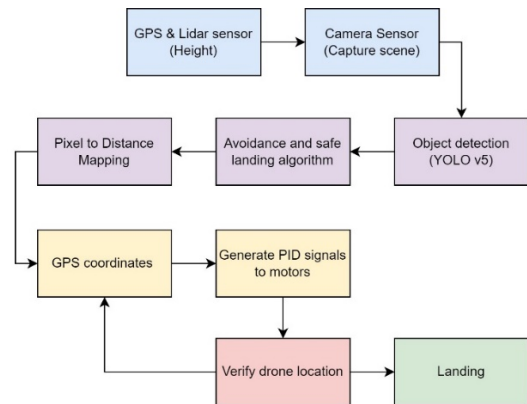 GPS & Lidar sensor
(Height)
Camera Sensor
(Capture scene)
Pixel to Distance
Mapping
Avoidance and safe
landing algorithm
Object detection
(YOLO v5)
GPS coordinates
Generate PID signals
to motors
Verify drone location
Landing